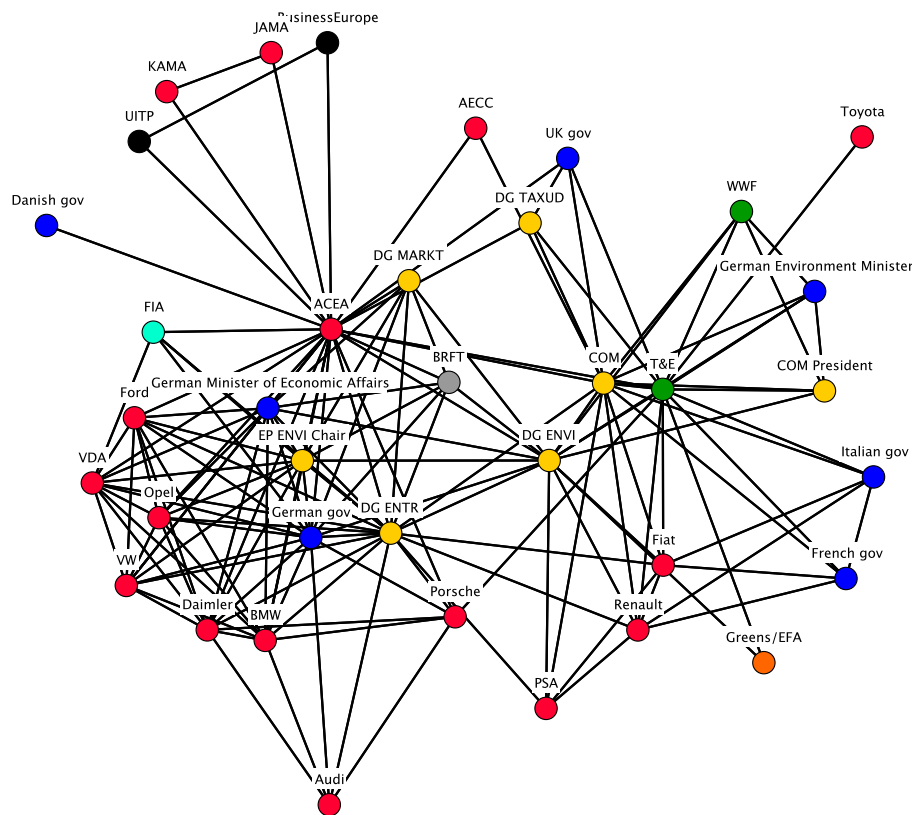 BusinessEurope
JAMA
KAMA
AECC
UITP
Toyota
UK gov
WWF
DG TAXUD
Danish gov
DG MARKT
German Environment Minister
ACEA
FIA
BRFT
COM
T&E
COM President
German Minister of Economic Affairs
Ford
EP ENVI Chair
DG ENVI
Italian gov
VDA
Opel
DG ENTR
German gov
Fiat
French gov
VW
Porsche
Daimler
Renault
BMW
Greens/EFA
PSA
Audi